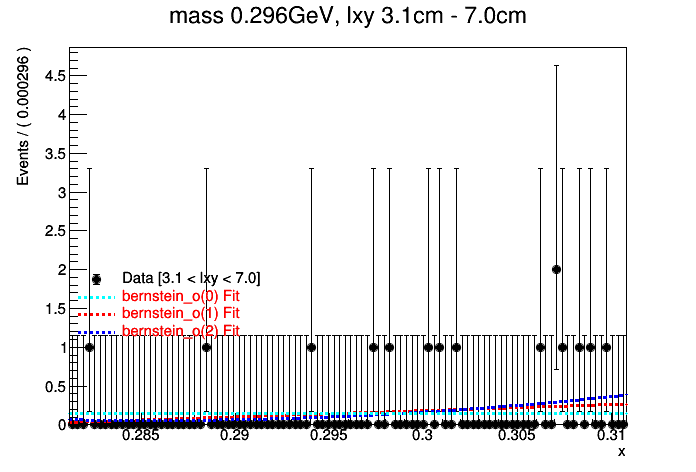 mass 0.296GeV, lxy 3.1cm - 7.0cm
Events / ( 0.000296 )
4.5
4
3.5
3
2.5
2
1.5
1
0.5
0
Data [3.1 < lxy < 7.0]
bernstein_o(0) Fit
bernstein_o(1) Fit
bernstein_o(2) Fit
0.285 0.29 0.295 0.3 0.305 0.31
x